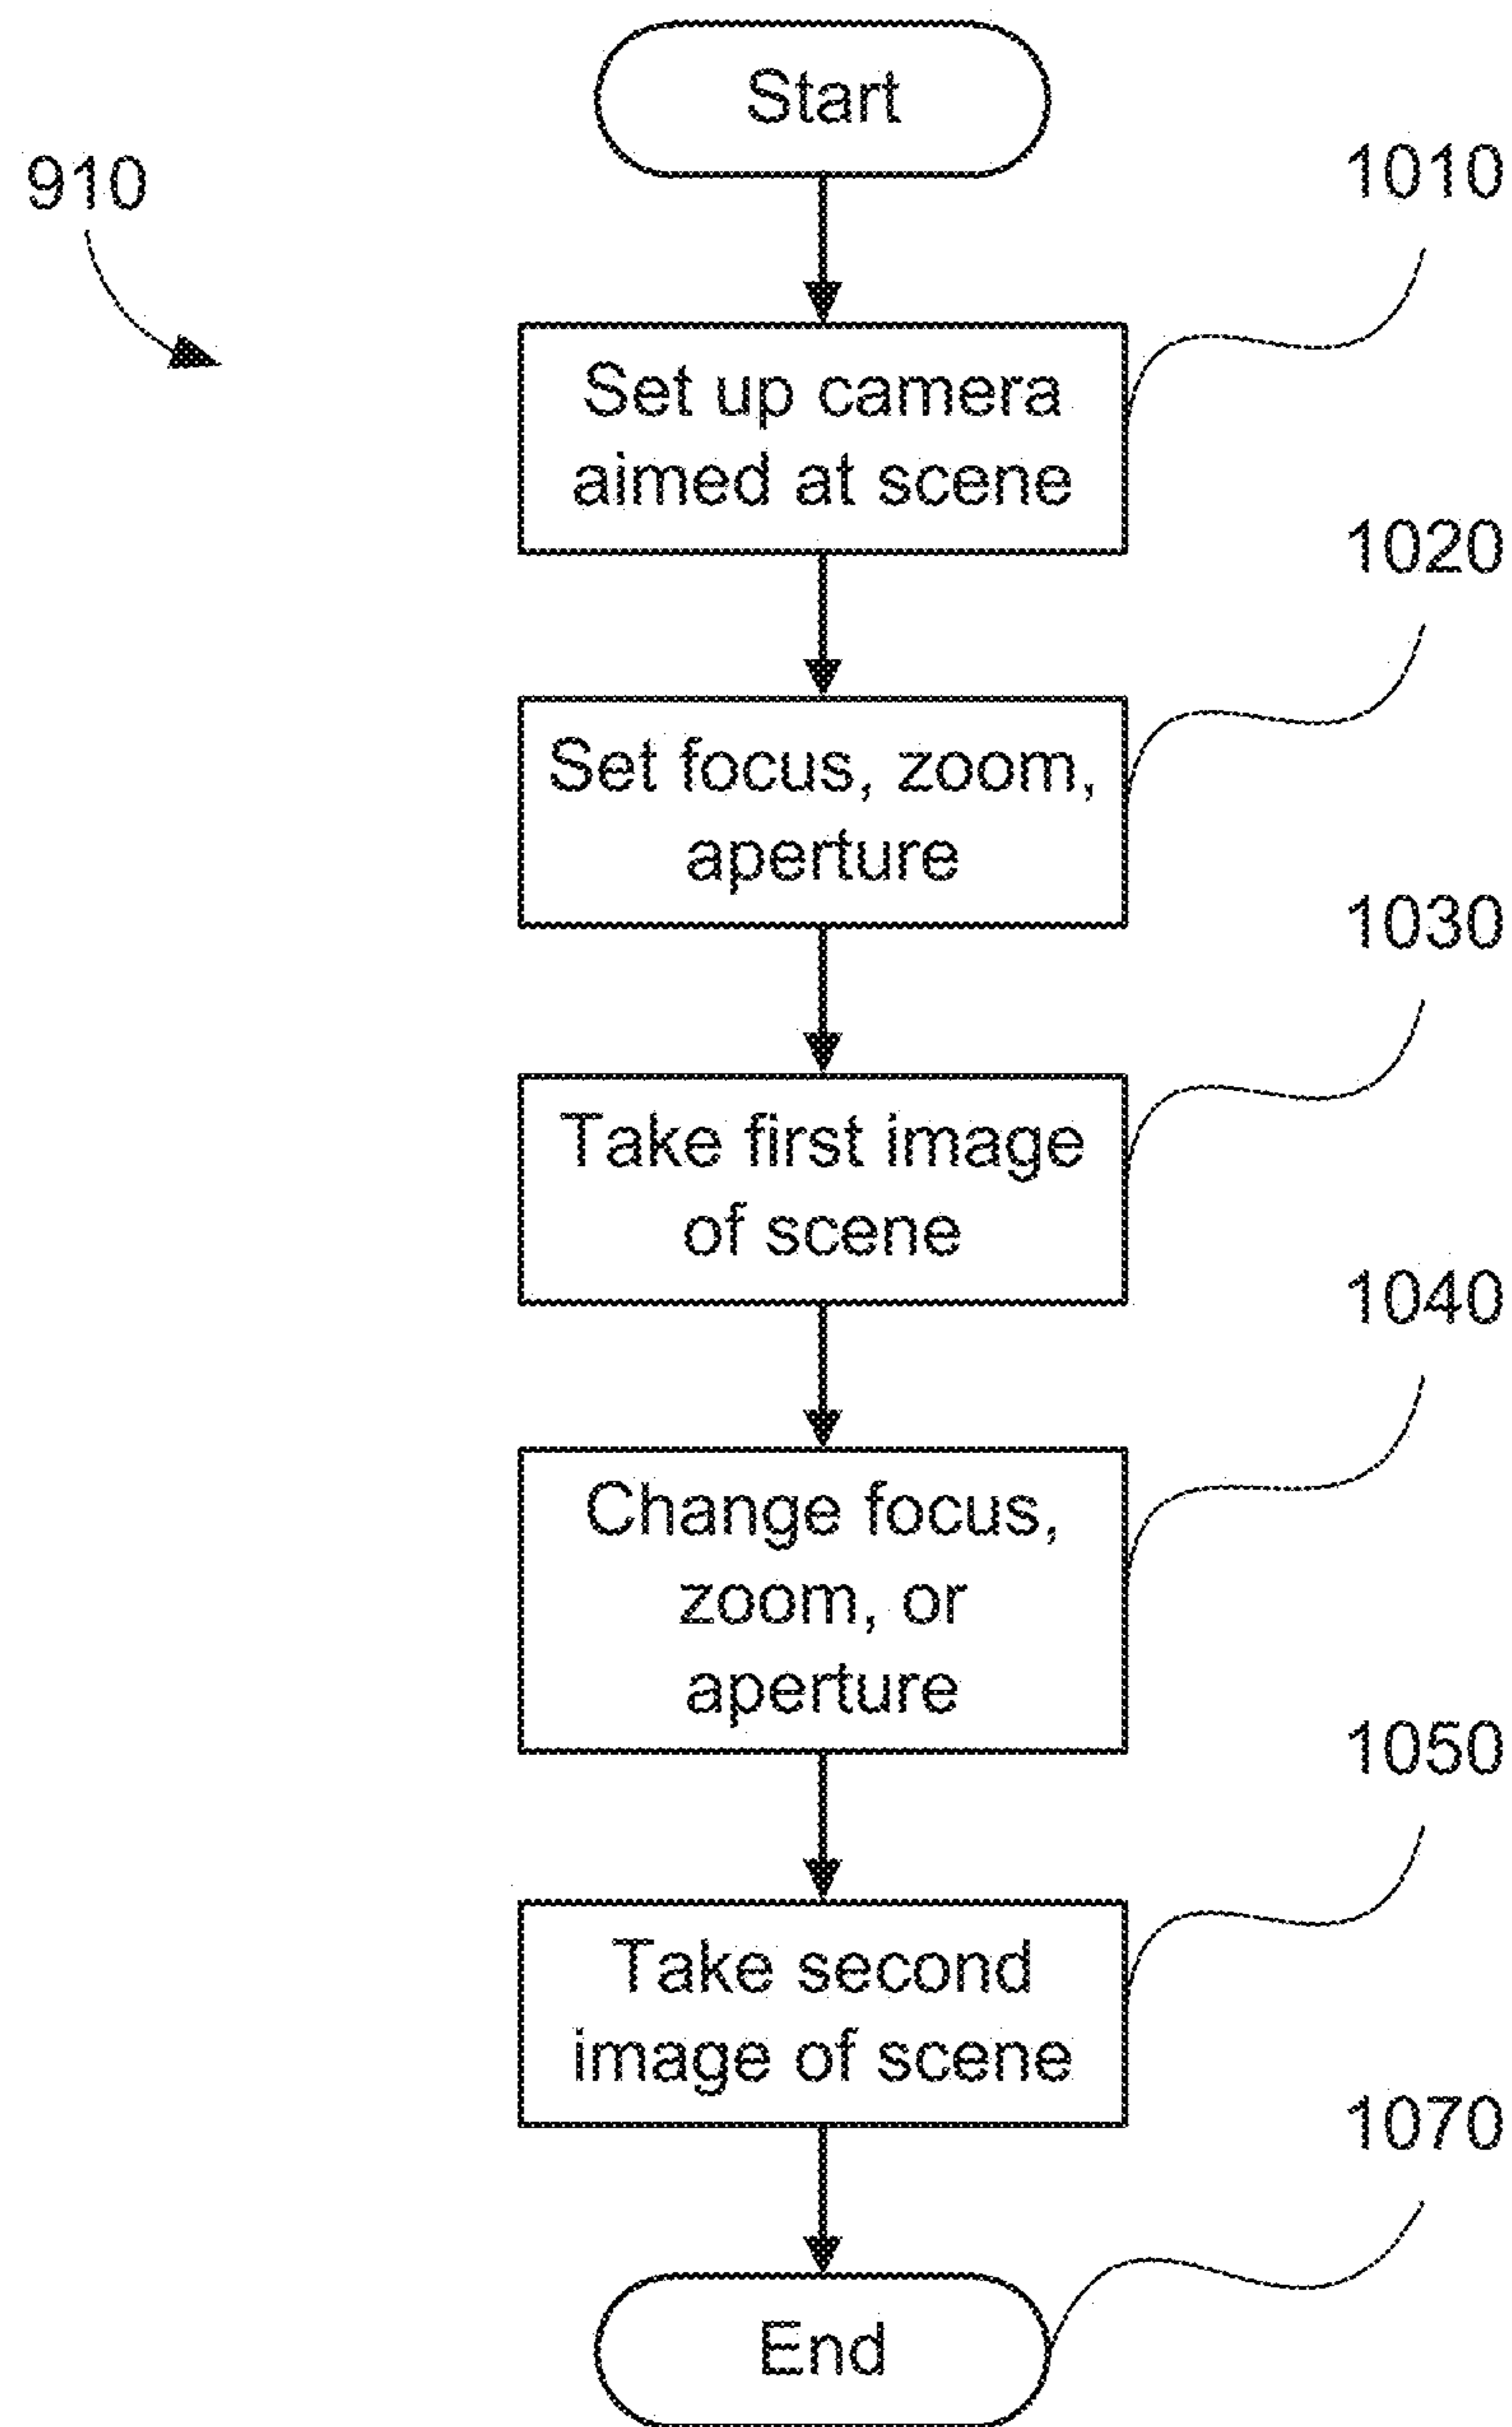 Start
910
1010
Set up camera
aimed at scene
1020
Set focus, zoom,
aperture
1030
Take first image
of scene
1040
Change focus,
zoom, or
aperture
1050
Take second
image of scene
1070
End